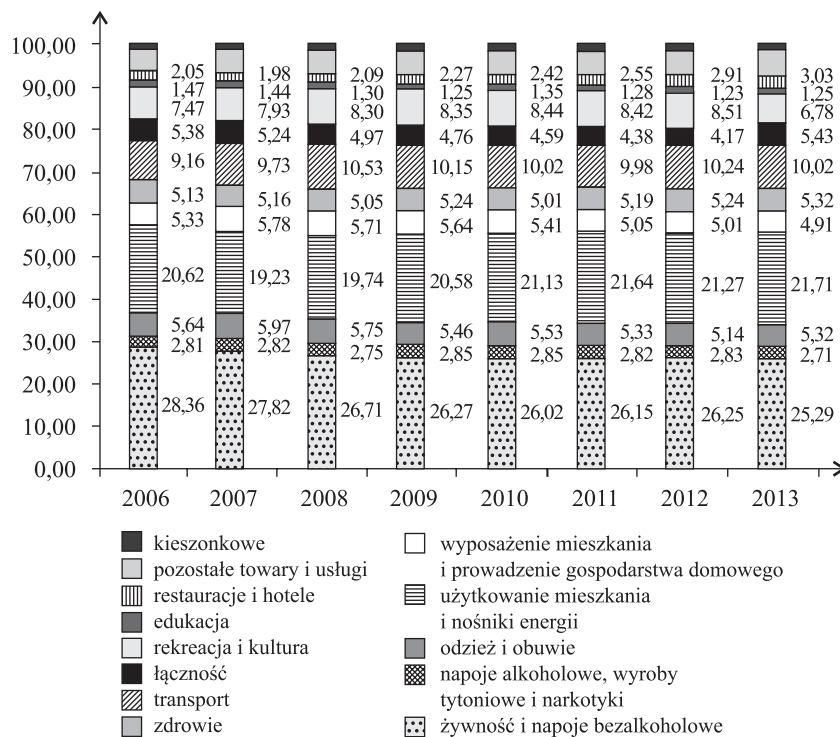 100,00
90,00
80,00
70,00
60,00
50,00
40,00
30,00
20,00
10,00
0,00
2,05 1,98 2,09 2,27 2,42 2,55 2,91 3,03
1,47 1,44 1,30 1,25 1,35 1,28 1,23 1,25
7,47 7,93 8,30 8,35 8,44 8,42 8,51 6,78
5,38 5,24 4,97 4,76 4,59 4,38 4,17 5,43
9,16 9,73 10,53 10,15 10,02 9,98 10,24 10,02
5,13 5,16 5,05 5,24 5,01 5,19 5,24 5,32
5,33 5,78 5,71 5,64 5,41 5,05 5,01 4,91
20,62 19,23 19,74 20,58 21,13 21,64 21,27 21,71
5,64 5,97 5,75 5,46 5,53 5,33 5,14 5,32
2,81 2,82 2,75 2,85 2,85 2,82 2,83 2,71
28,36 27,82 26,71 26,27 26,02 26,15 26,25 25,29
2006 2007 2008 2009 2010 2011 2012 2013
kieszonkowe
pozostałe towary i usługi
restauracje i hotele
edukacja
rekreacja i kultura
łączność
transport
zdrowie
wyposażenie mieszkania
i prowadzenie gospodarstwa domowego
użytkowanie mieszkania
i nośniki energii
odzież i obuwie
napoje alkoholowe, wyroby
tytoniowe i narkotyki
żywność i napoje bezalkoholowe